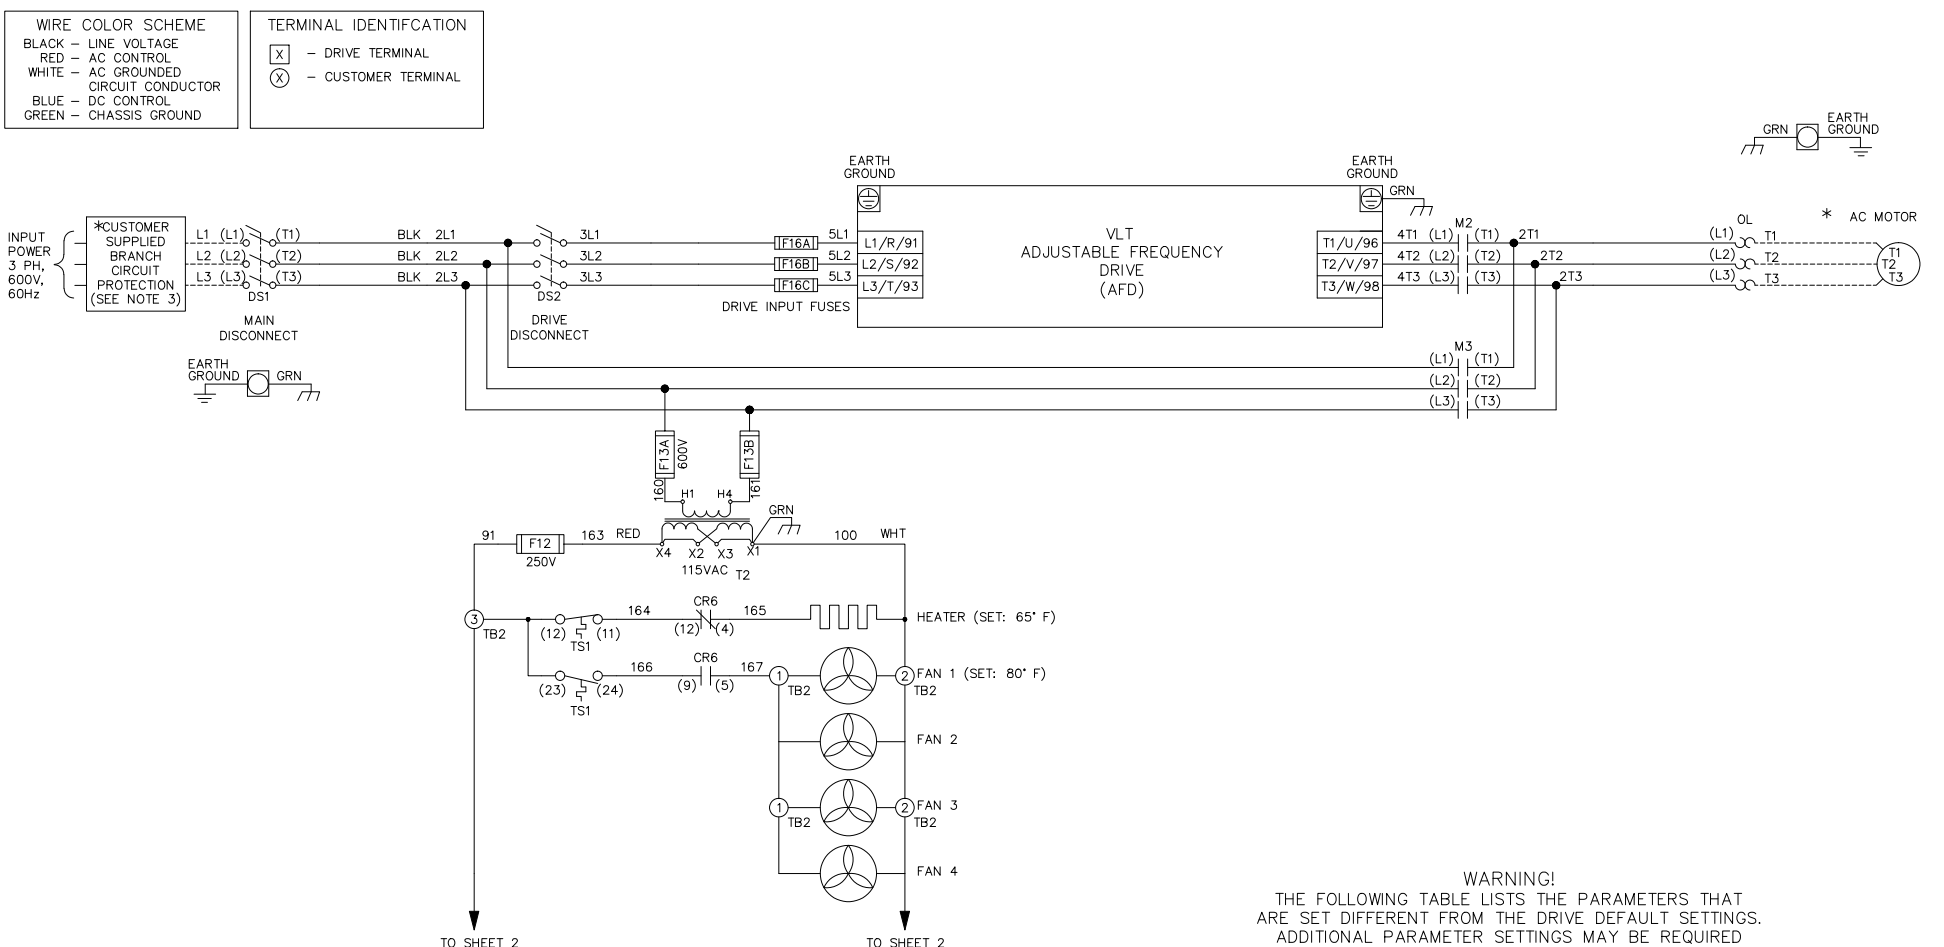 WIRE COLOR SCHEME
BLACK – LINE VOLTAGE
RED – AC CONTROL
WHITE – AC GROUNDED
CIRCUIT CONDUCTOR
BLUE – DC CONTROL
GREEN – CHASSIS GROUND
TERMINAL IDENTIFCATION
X – DRIVE TERMINAL
X – CUSTOMER TERMINAL
GRN
EARTH
GROUND
INPUT
POWER
3 PH,
600V,
60Hz
*CUSTOMER
SUPPLIED
BRANCH
CIRCUIT
PROTECTION
(SEE NOTE 3)
L1 (L1) (T1)
L2 (L2) (T2)
L3 (L3) (T3)
DS1
MAIN
DISCONNECT
BLK 2L1
BLK 2L2
BLK 2L3
3L1
3L2
3L3
DS2
DRIVE
DISCONNECT
F16A 5L1
F16B 5L2
F16C 5L3
DRIVE INPUT FUSES
EARTH
GROUND
L1/R/91
L2/S/92
L3/T/93
VLT
ADJUSTABLE FREQUENCY
DRIVE
(AFD)
EARTH
GROUND
GRN
T1/U/96
T2/V/97
T3/W/98
M2
4T1 (L1) (T1) 2T1
4T2 (L2) (T2) 2T2
4T3 (L3) (T3) 2T3
OL
(L1) T1
(L2) T2
(L3) T3
* AC MOTOR
T1
T2
T3
M3
(L1) (T1)
(L2) (T2)
(L3) (T3)
EARTH
GROUND
GRN
F13A
600V
F13B
160
161
H1 H4
GRN
91
F12
250V
163 RED
X4 X2 X3 X1
115VAC T2
100 WHT
3
TB2
(12) (11)
TS1
164
CR6
(12) (4)
165
HEATER (SET: 65° F)
(23) (24)
TS1
166
CR6
(9) (5)
167
1
TB2
2
TB2
FAN 1 (SET: 80° F)
FAN 2
1
TB2
2
TB2
FAN 3
FAN 4
TO SHEET 2
TO SHEET 2
WARNING!
THE FOLLOWING TABLE LISTS THE PARAMETERS THAT
ARE SET DIFFERENT FROM THE DRIVE DEFAULT SETTINGS.
ADDITIONAL PARAMETER SETTINGS MAY BE REQUIRED